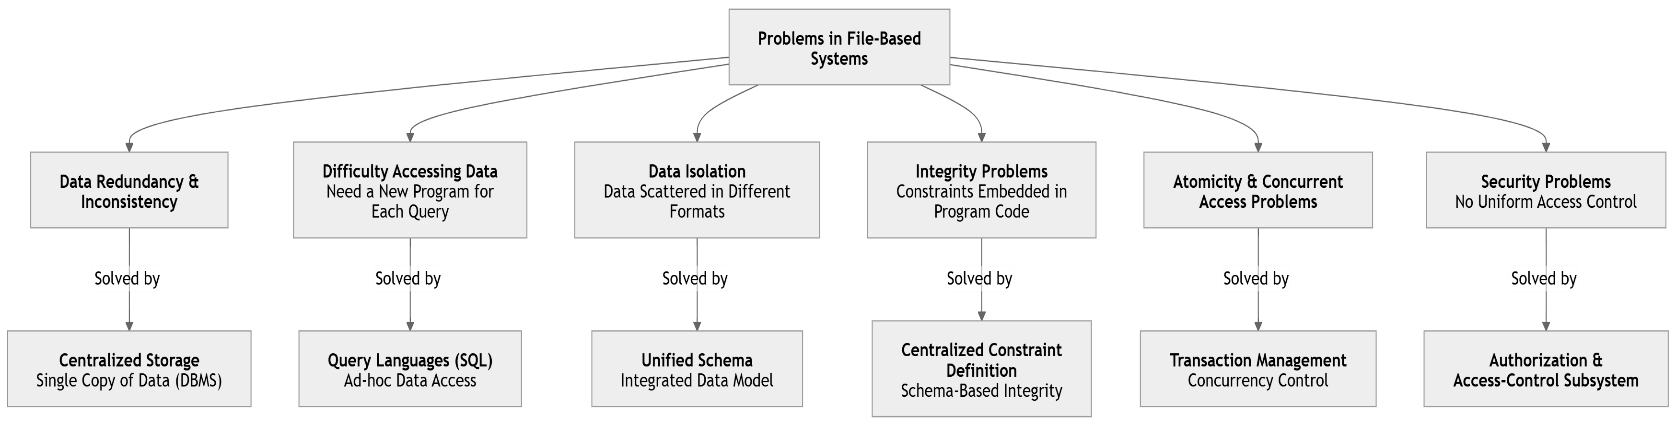 Problems in File-Based
Systems
Data Redundancy &
Inconsistency
Difficulty Accessing Data
Need a New Program for
Each Query
Data Isolation
Data Scattered in Different
Formats
Integrity Problems
Constraints Embedded in
Program Code
Atomicity & Concurrent
Access Problems
Security Problems
No Uniform Access Control
Solved by
Solved by
Solved by
Solved by
Solved by
Solved by
Centralized Storage
Single Copy of Data (DBMS)
Query Languages (SQL)
Ad-hoc Data Access
Unified Schema
Integrated Data Model
Centralized Constraint
Definition
Schema-Based Integrity
Transaction Management
Concurrency Control
Authorization &
Access-Control Subsystem